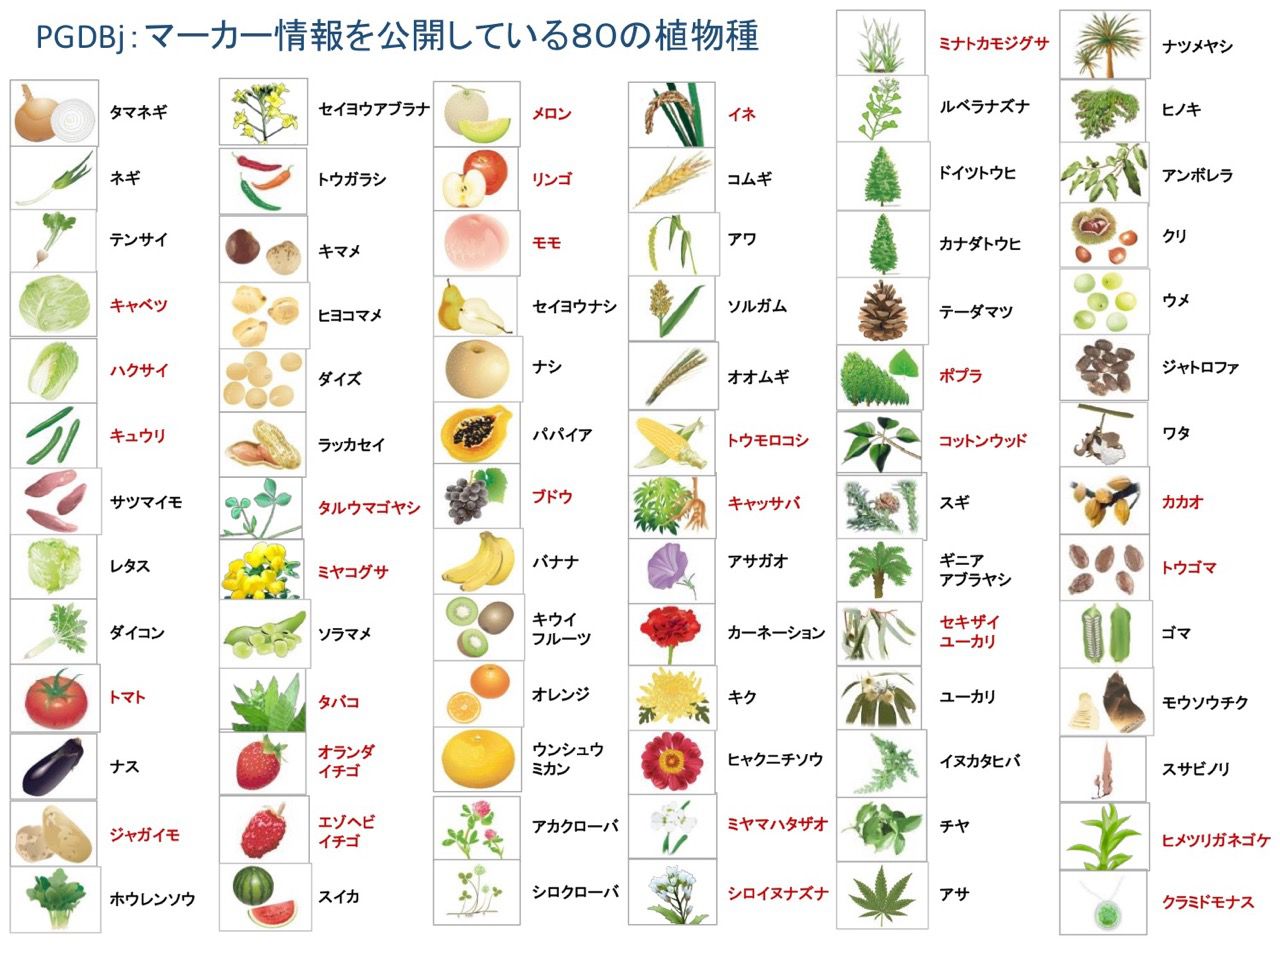 PGDBj：マーカー情報を公開している８０の植物種
タマネギ
ネギ
テンサイ
キャベツ
ハクサイ
キュウリ
サツマイモ
レタス
ダイコン
トマト
ナス
ジャガイモ
ホウレンソウ
セイヨウアブラナ
トウガラシ
キマメ
ヒヨコマメ
ダイズ
ラッカセイ
タルウマゴヤシ
ミヤコグサ
ソラマメ
タバコ
オランダ
イチゴ
エゾヘビ
イチゴ
スイカ
メロン
リンゴ
モモ
セイヨウナシ
ナシ
パパイア
ブドウ
バナナ
キウイ
フルーツ
オレンジ
ウンシュウ
ミカン
アカクローバ
シロクローバ
イネ
コムギ
アワ
ソルガム
オオムギ
トウモロコシ
キャッサバ
アサガオ
カーネーション
キク
ヒャクニチソウ
ミヤマハタザオ
シロイヌナズナ
ミナトカモジグサ
ルベラナズナ
ドイツトウヒ
カナダトウヒ
テーダマツ
ポプラ
コットンウッド
スギ
ギニア
アブラヤシ
セキザイ
ユーカリ
ユーカリ
イヌカタヒバ
チヤ
アサ
ナツメヤシ
ヒノキ
アンボレラ
クリ
ウメ
ジャトロファ
ワタ
カカオ
トウゴマ
ゴマ
モウソウチク
スサビノリ
ヒメツリガネゴケ
クラミドモナス